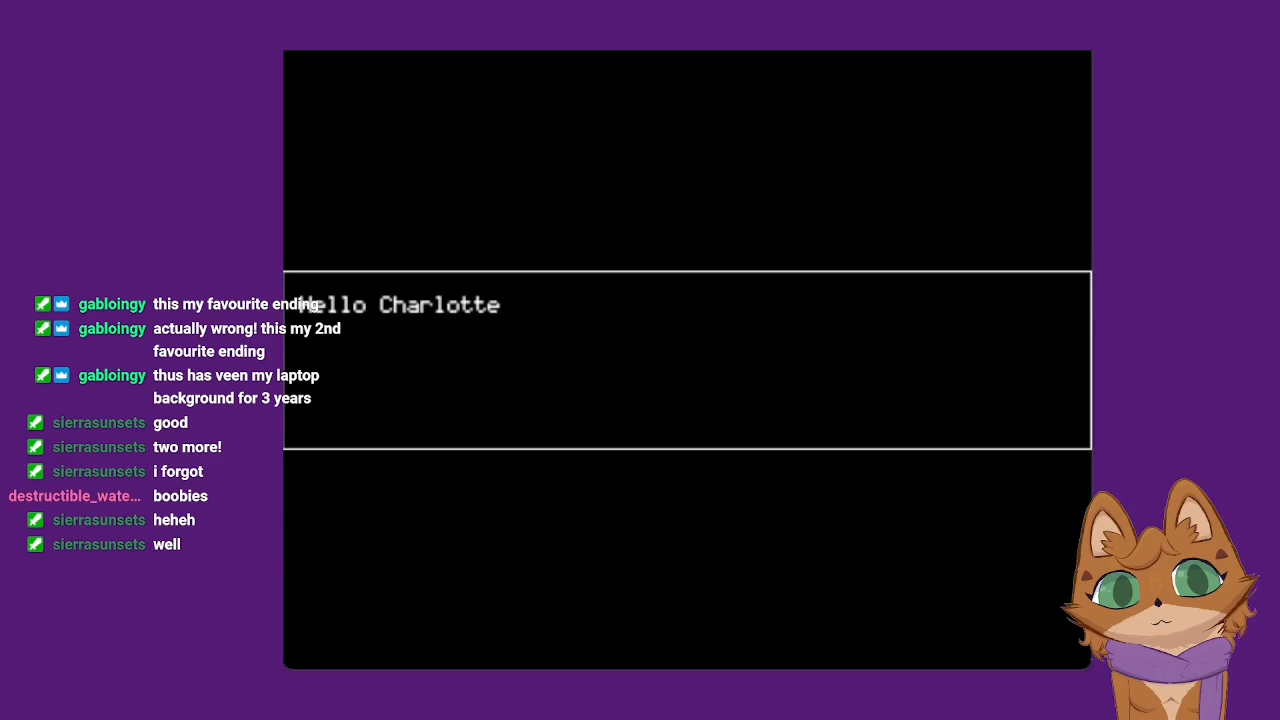 Hello Charlotte
gabloingy this my favourite ending
gabloingy actually wrong! this my 2nd
favourite ending
gabloingy thus has veen my laptop
background for 3 years
sierrasunsets good
sierrasunsets two more!
sierrasunsets i forgot
destructible_wate... boobies
sierrasunsets heheh
sierrasunsets well